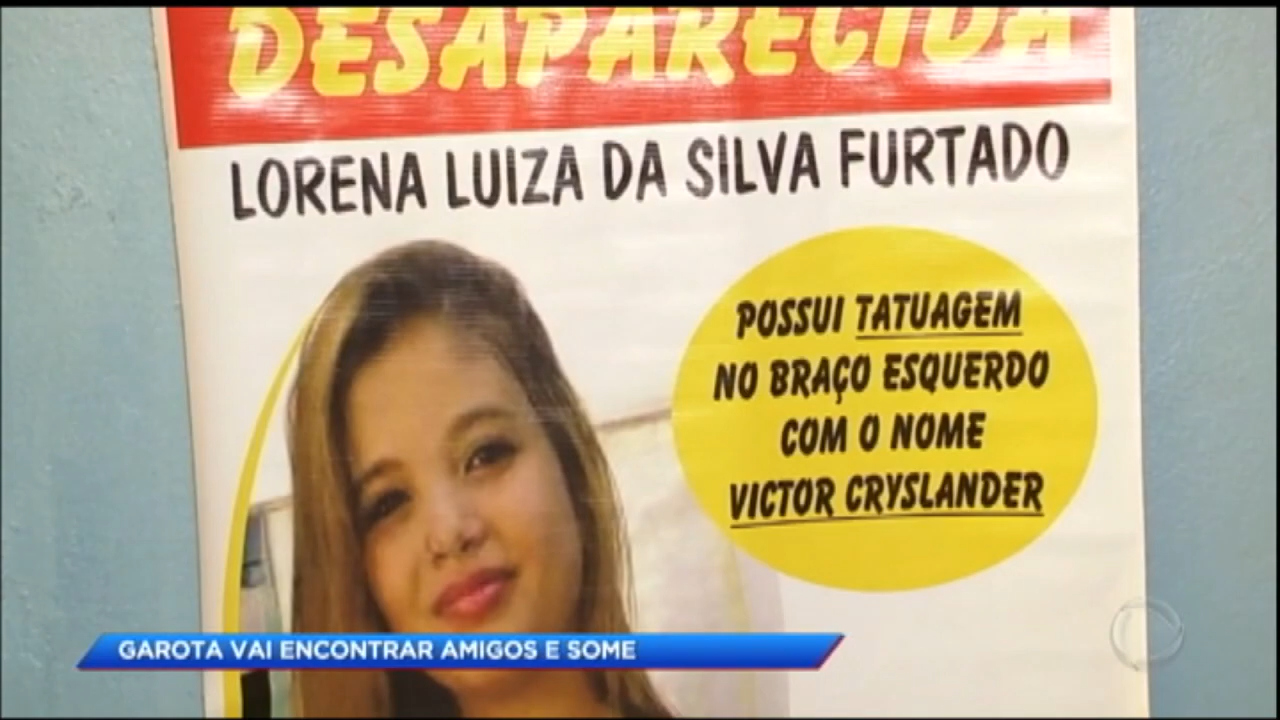 DESAPARECIDA
LORENA LUIZA DA SILVA FURTADO
POSSUI TATUAGEM
NO BRAÇO ESQUERDO
COM O NOME
VICTOR CRYSLANDER
GAROTA VAI ENCONTRAR AMIGOS E SOME